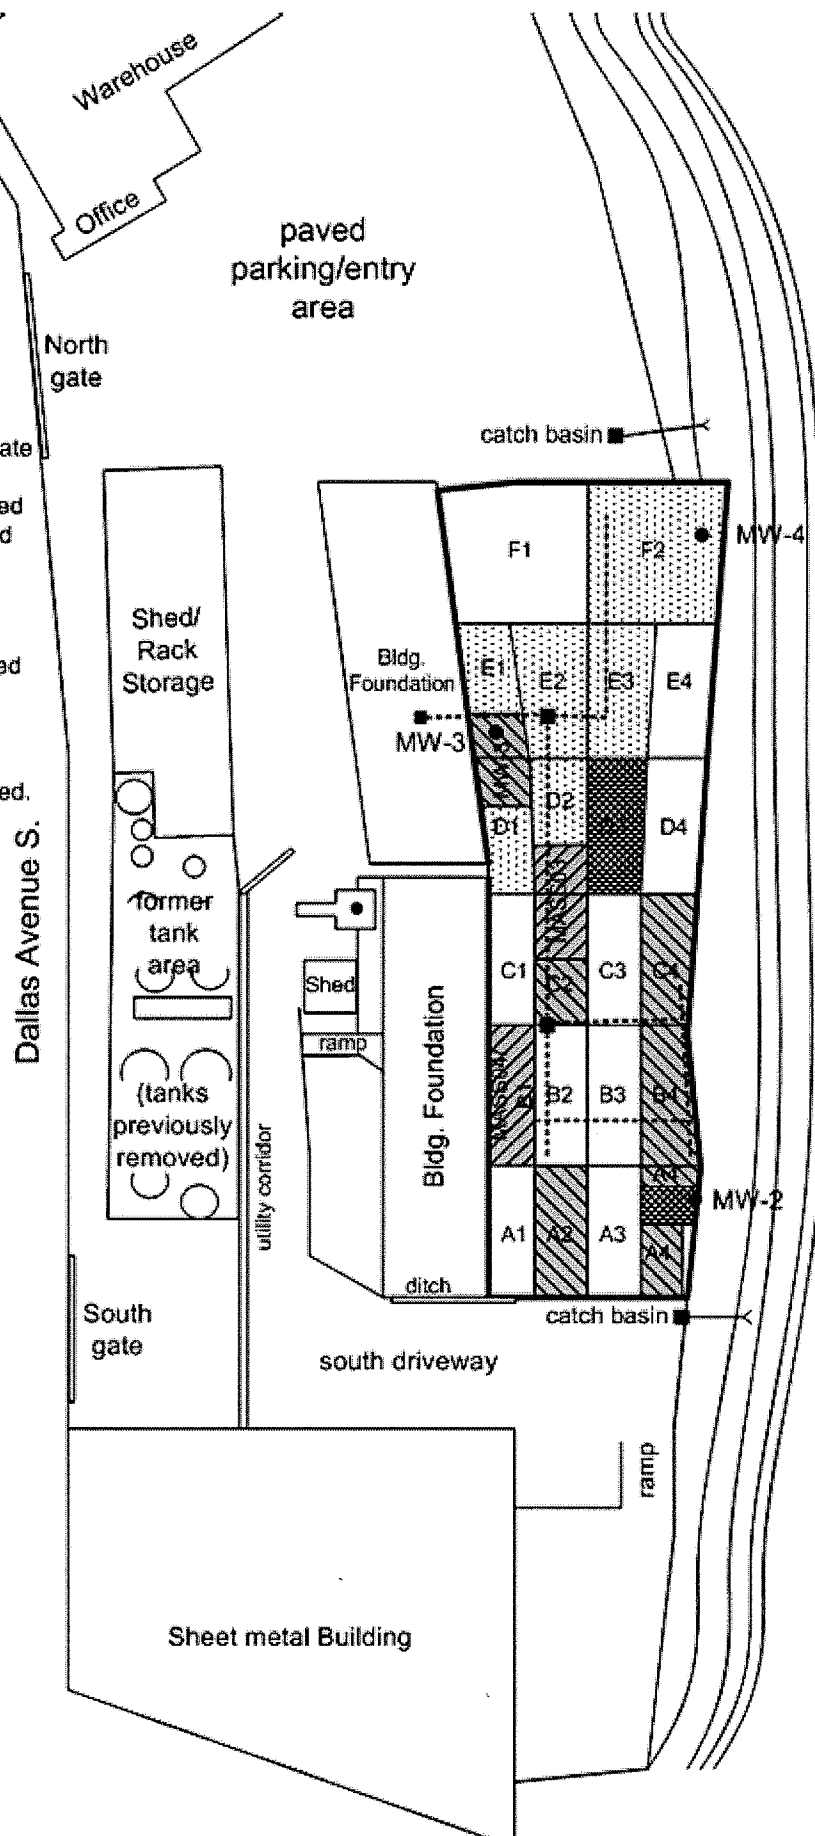 Warehouse
Office
paved
parking/entry
area
North
gate
ate
ed
d
ed
ed.
catch basin
MW-4
F1
F2
Shed/
Rack
Storage
Bldg.
Foundation
E1
E2
E3
E4
MW-3
D1
D2
D4
Dallas Avenue S.
former
tank
area
Shed
ramp
Bldg. Foundation
C1
C2
C3
C4
(tanks
previously
removed)
utility corridor
B2
B3
B4
A4
MW-2
A1
A2
A3
A4
ditch
South
gate
catch basin
south driveway
ramp
Sheet metal Building